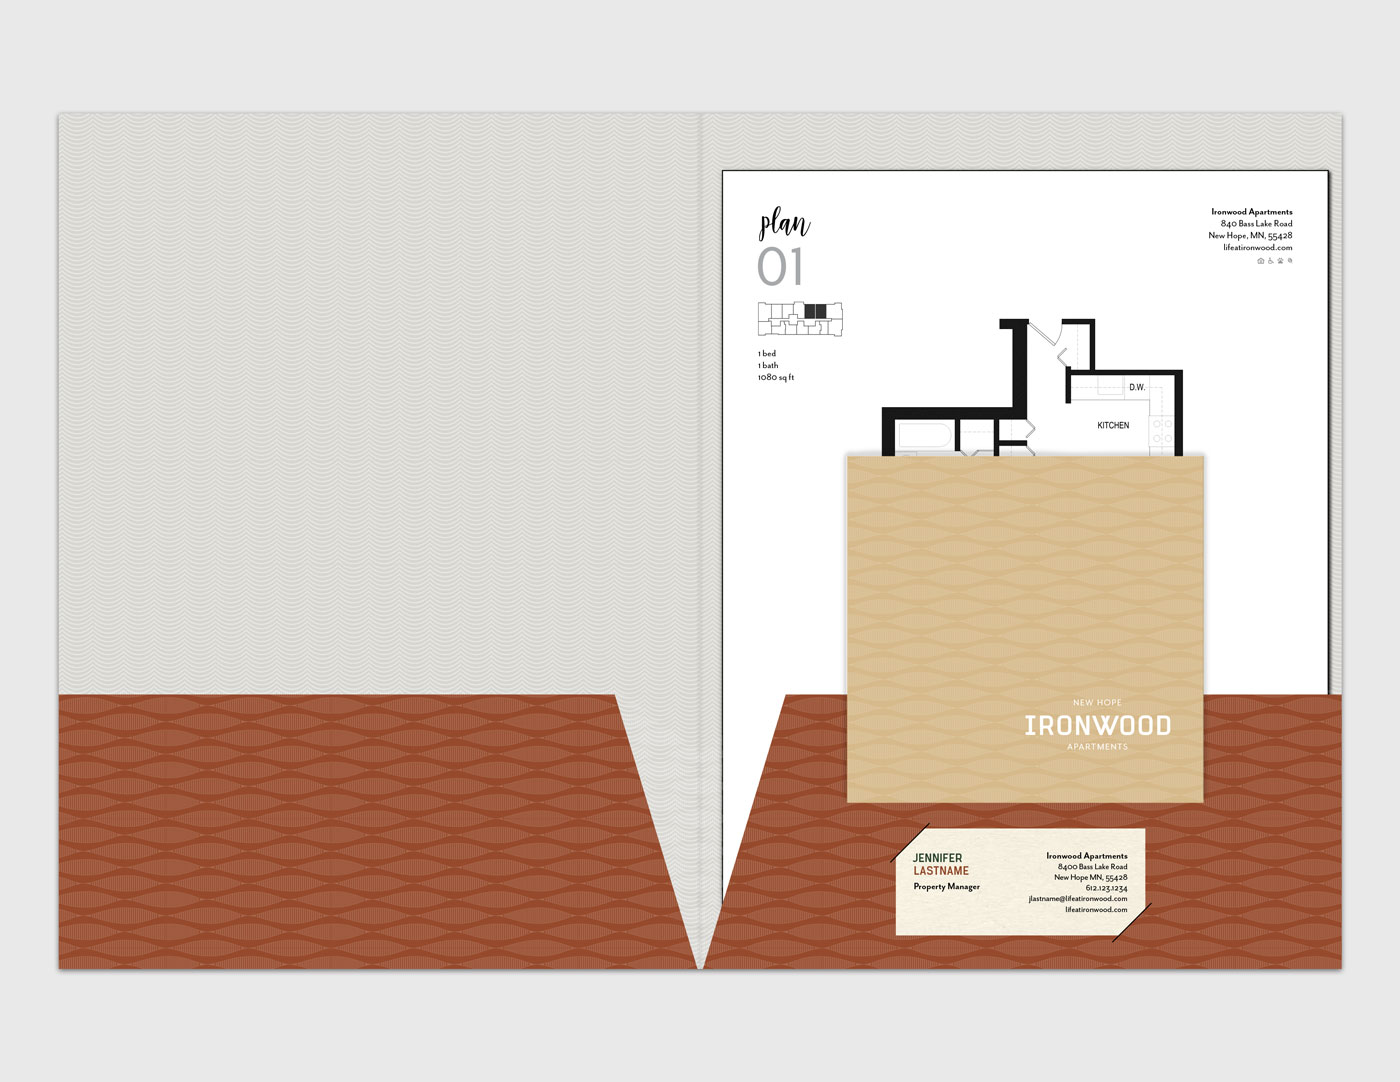 plan
01
1 bed
1 bath
1080 sq ft
Ironwood Apartments
840 Bass Lake Road
New Hope, MN, 55428
lifeatironwood.com
D.W.
KITCHEN
NEW HOPE
IRONWOOD
APARTMENTS
JENNIFER
LASTNAME
Property Manager
Ironwood Apartments
8400 Bass Lake Road
New Hope MN, 55428
612.123.1234
jlastname@lifeatironwood.com
lifeatironwood.com